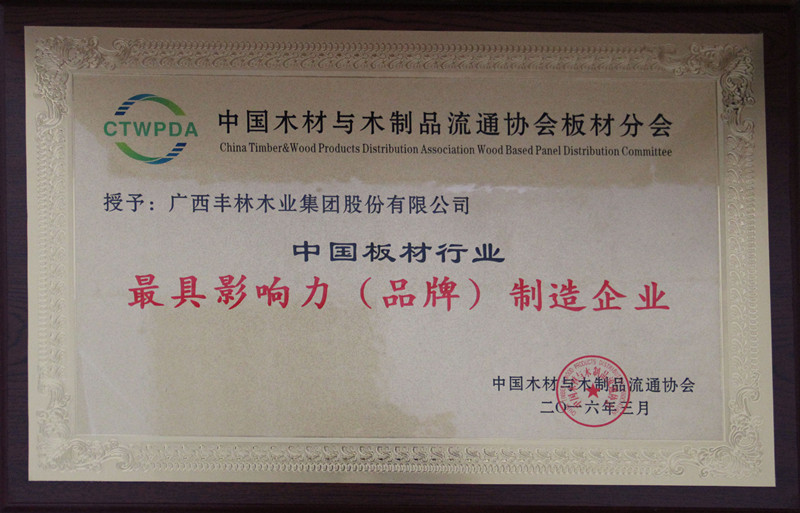 CTWPDA
中国木材与木制品流通协会板材分会
China Timber&Wood Products Distribution Association Wood Based Panel Distribution Committee
授予：广西丰林木业集团股份有限公司
中国板材行业
最具影响力（品牌）制造企业
中国木材与木制品流通协会
二〇一六年三月